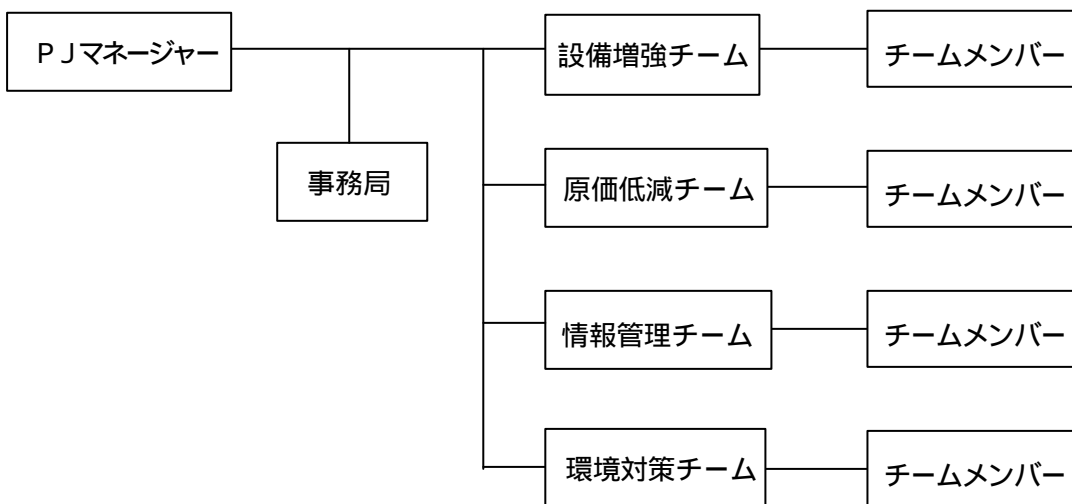 ＰＪマネージャー
設備増強チーム
チームメンバー
事務局
原価低減チーム
チームメンバー
情報管理チーム
チームメンバー
環境対策チーム
チームメンバー